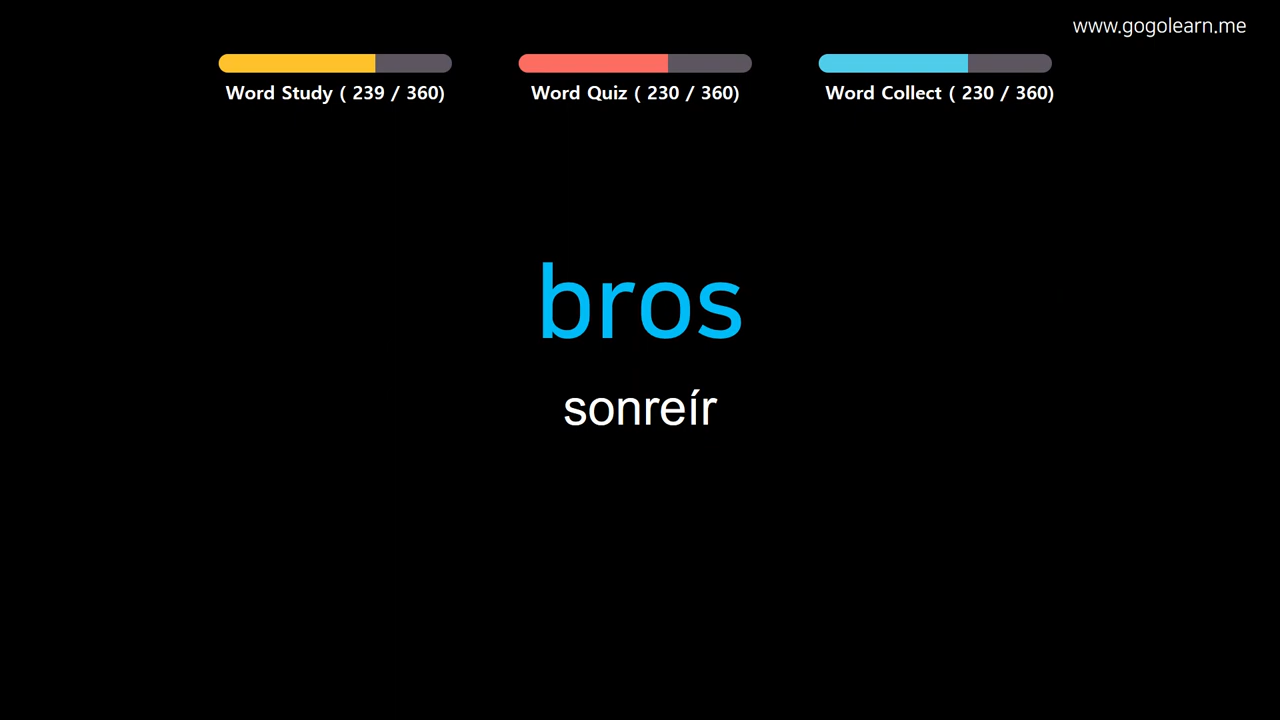 www.gogolearn.me
Word Study ( 239 / 360)
Word Quiz ( 230 / 360)
Word Collect ( 230 / 360)
bros
sonreír